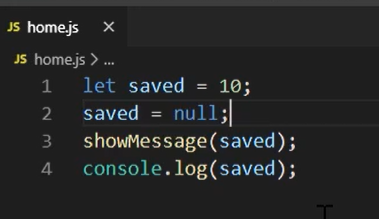 JS home.js ×
JS home.js > ...
1 let saved = 10;
2 saved = null;
3 showMessage(saved);
4 console.log(saved);